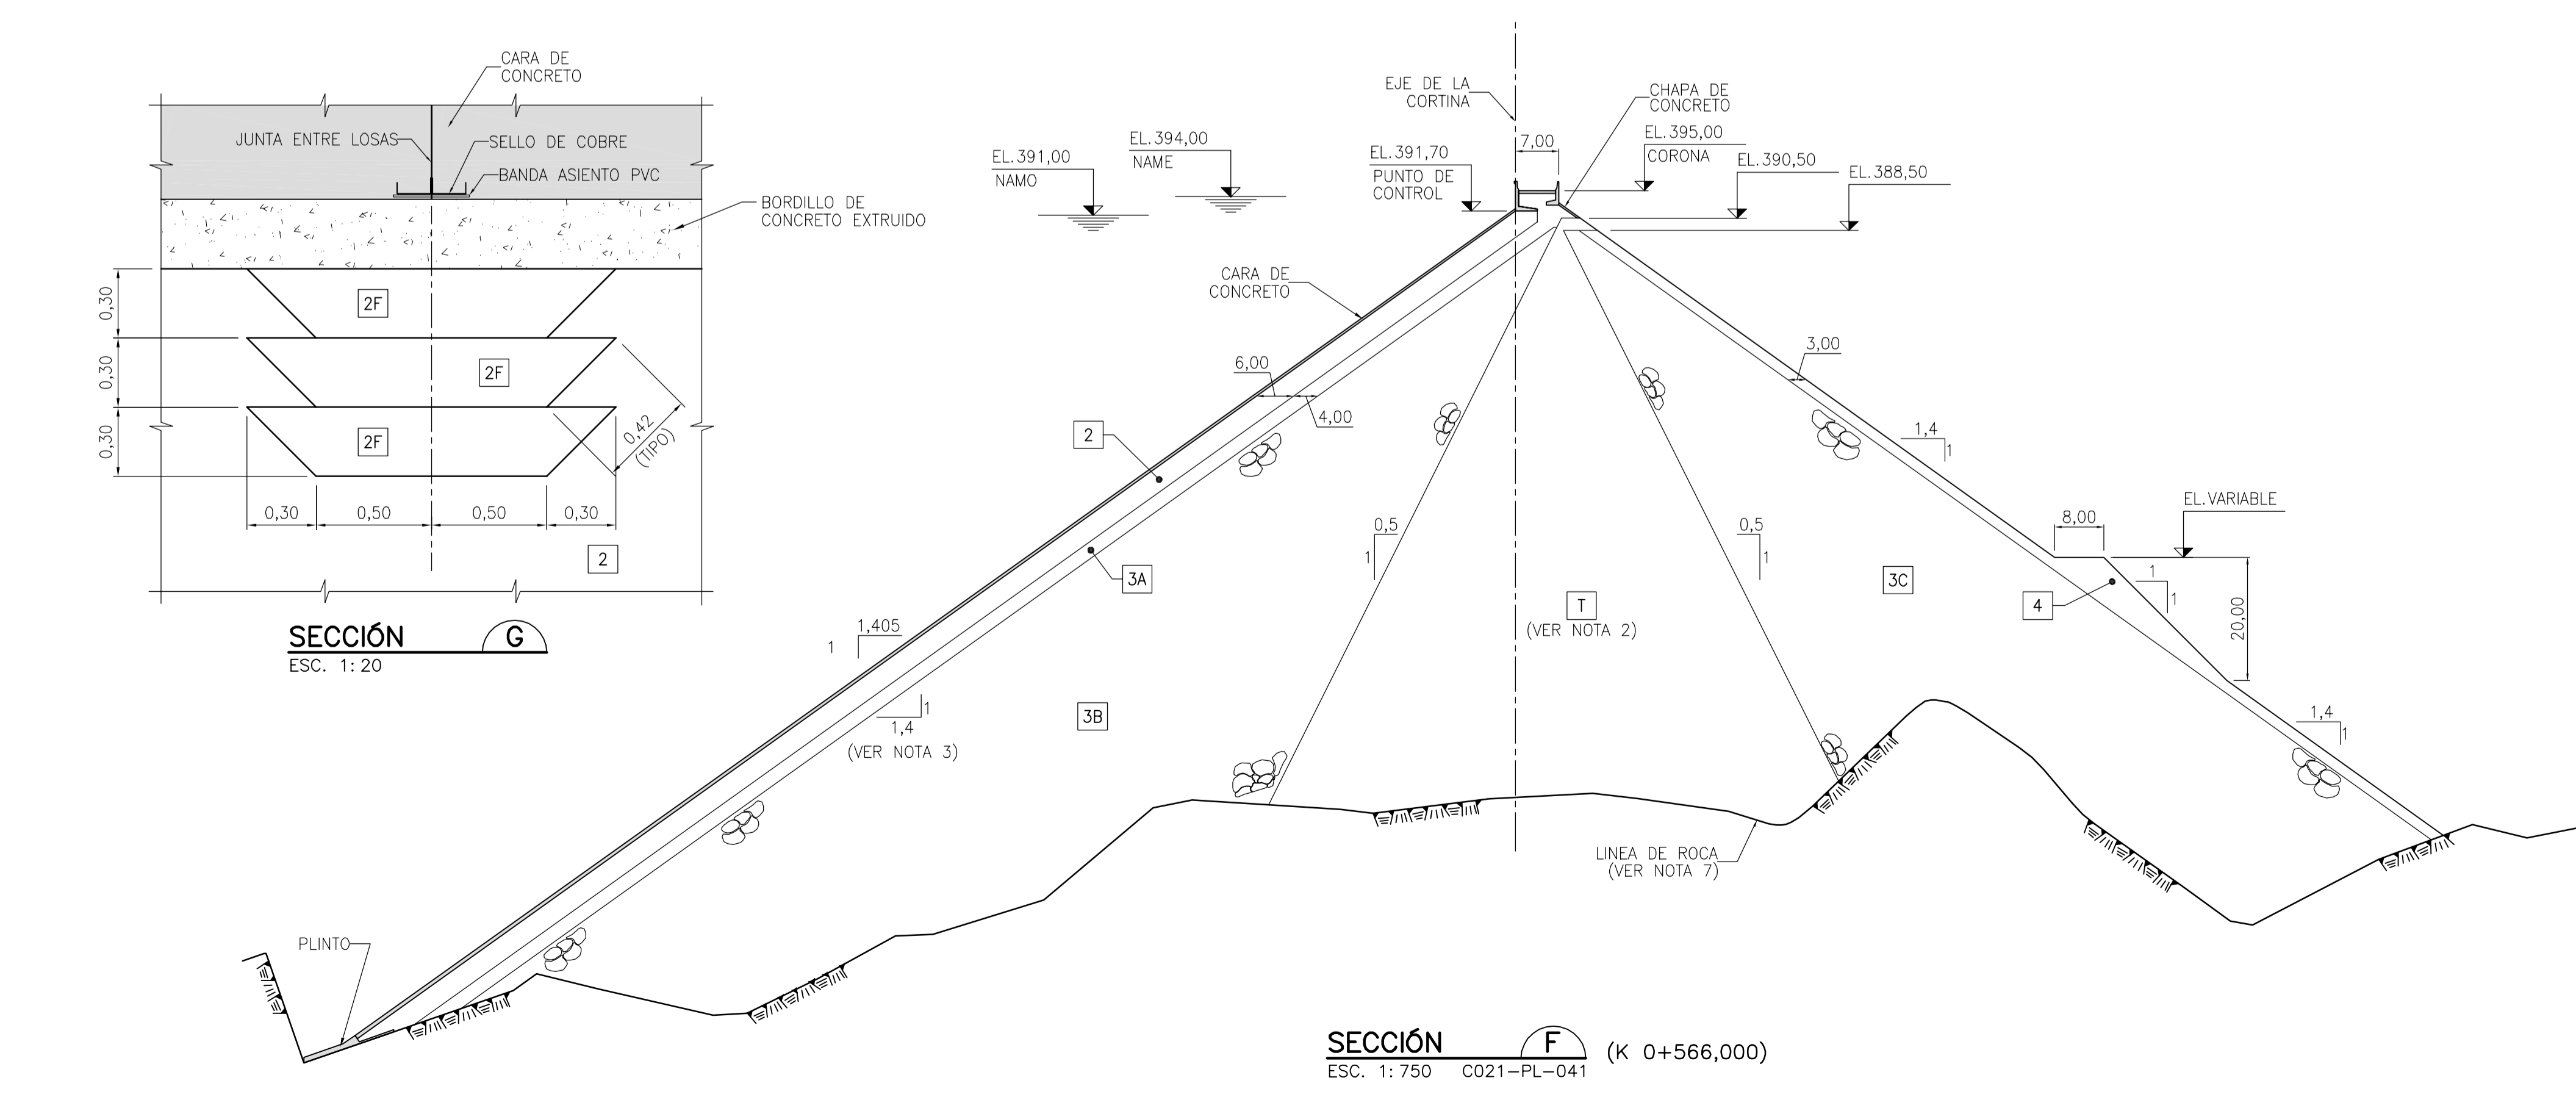 CARA DE
CONCRETO
JUNTA ENTRE LOSAS
SELLO DE COBRE
BANDA ASIENTO PVC
BORDILLO DE
CONCRETO EXTRUIDO
0,30
2F
0,30
2F
0,30
2F
0,42
(TIPO)
0,30
0,50
0,50
0,30
2
SECCIÓN G
ESC. 1:20
EJE DE LA
CORTINA
CHAPA DE
CONCRETO
7,00
EL.391,00
NAMO
EL.394,00
NAME
EL.391,70
PUNTO DE
CONTROL
EL.395,00
CORONA
EL.390,50
EL.388,50
CARA DE
CONCRETO
6,00
4,00
3,00
2
3A
1,4
1
0,5
1
0,5
1
EL.VARIABLE
8,00
1
1
20,00
3C
4
T
(VER NOTA 2)
1,405
1
1
1,4
(VER NOTA 3)
3B
1,4
1
LINEA DE ROCA
(VER NOTA 7)
PLINTO
SECCIÓN F (K 0+566,000)
ESC. 1:750 C021-PL-041